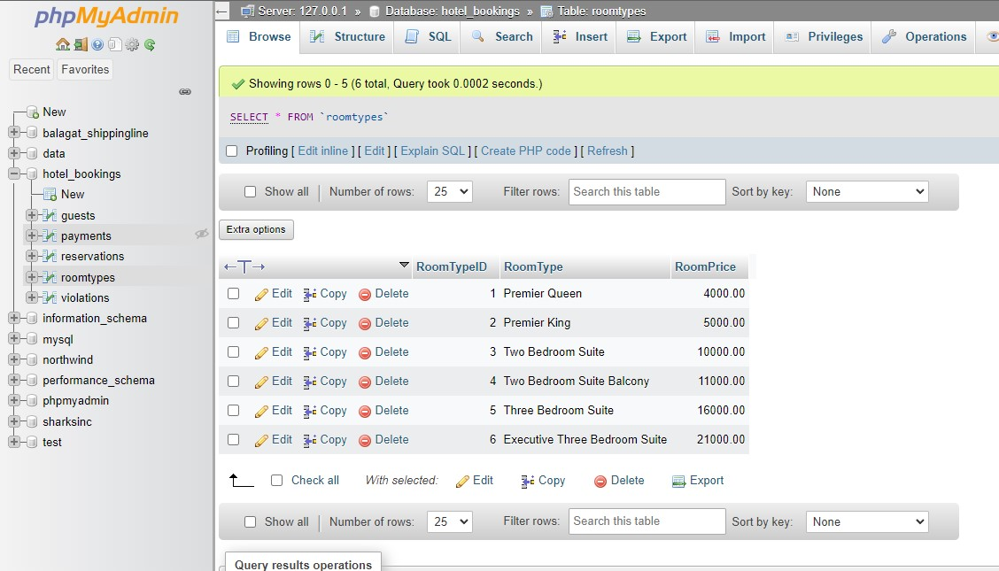 phpMyAdmin
Recent Favorites
New
balagat_shippingline
data
hotel_bookings
New
guests
payments
reservations
roomtypes
violations
information_schema
mysql
northwind
performance_schema
phpmyadmin
sharksinc
test
Server: 127.0.0.1 » Database: hotel_bookings » Table: roomtypes
Browse Structure SQL Search Insert Export Import Privileges Operations
Showing rows 0 - 5 (6 total, Query took 0.0002 seconds.)
SELECT * FROM `roomtypes`
Profiling [ Edit inline ] [ Edit ] [ Explain SQL ] [ Create PHP code ] [ Refresh ]
Show all | Number of rows: 25 Filter rows: Search this table Sort by key: None
Extra options
←T→ RoomTypeID RoomType RoomPrice
Edit Copy Delete 1 Premier Queen 4000.00
Edit Copy Delete 2 Premier King 5000.00
Edit Copy Delete 3 Two Bedroom Suite 10000.00
Edit Copy Delete 4 Two Bedroom Suite Balcony 11000.00
Edit Copy Delete 5 Three Bedroom Suite 16000.00
Edit Copy Delete 6 Executive Three Bedroom Suite 21000.00
Check all With selected: Edit Copy Delete Export
Show all | Number of rows: 25 Filter rows: Search this table Sort by key: None
Query results operations